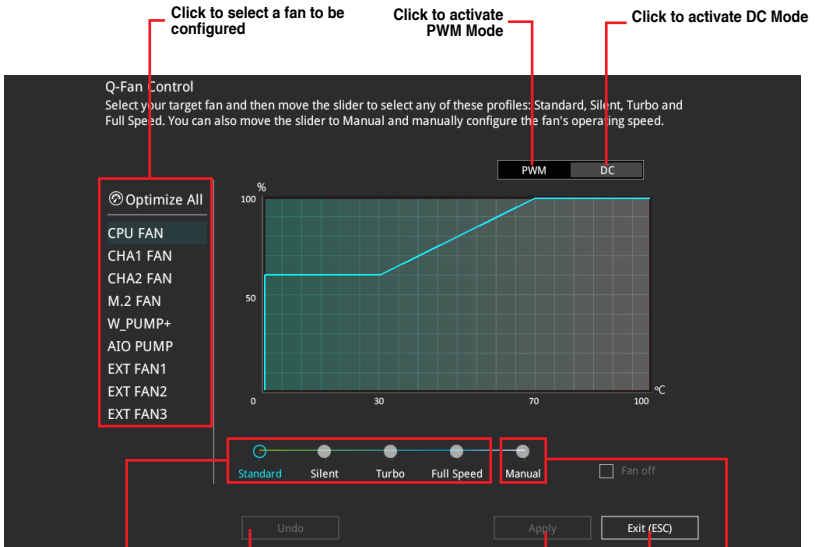 Click to select a fan to be
configured
Click to activate
PWM Mode
Click to activate DC Mode
Q-Fan Control
Select your target fan and then move the slider to select any of these profiles: Standard, Silent, Turbo and
Full Speed. You can also move the slider to Manual and manually configure the fan's operating speed.
PWM
DC
Optimize All
CPU FAN
CHA1 FAN
CHA2 FAN
M.2 FAN
W_PUMP+
AIO PUMP
EXT FAN1
EXT FAN2
EXT FAN3
%
100
50
0
30
70
100
ºC
Standard
Silent
Turbo
Full Speed
Manual
Fan off
Undo
Apply
Exit (ESC)